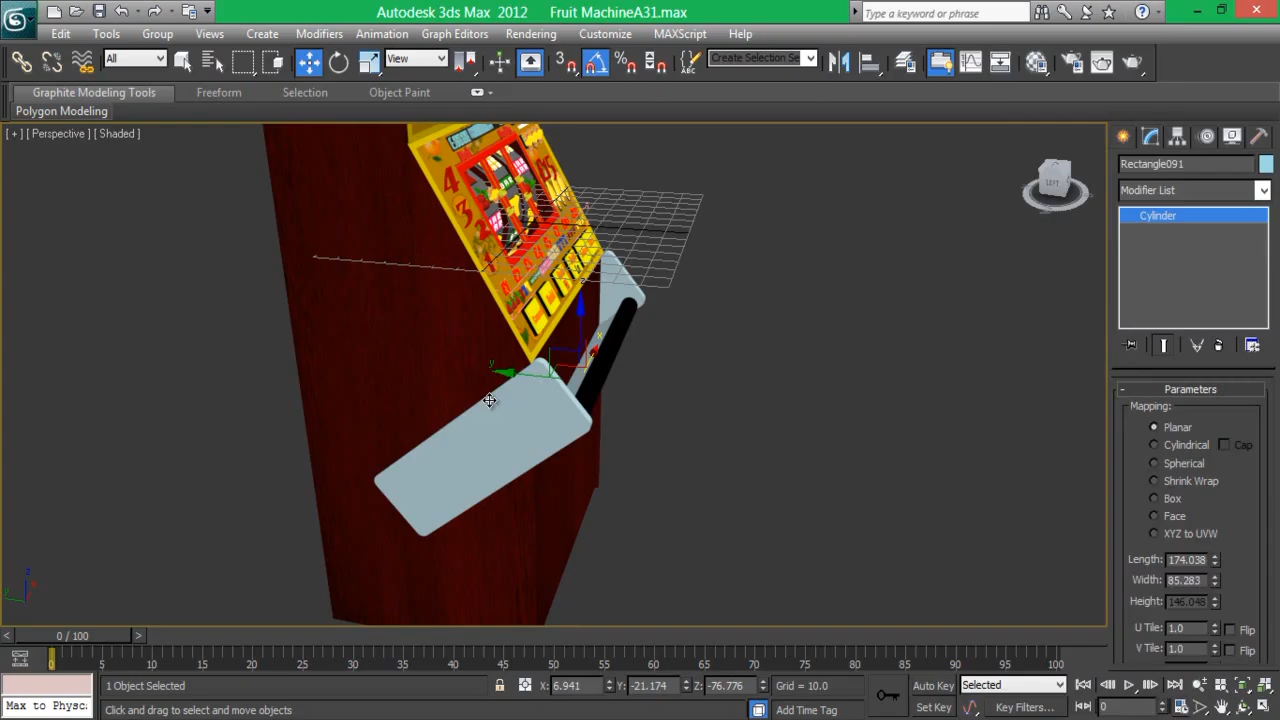 Autodesk 3ds Max 2012 Fruit MachineA31.max
Type a keyword or phrase
Edit Tools Group Views Create Modifiers Animation Graph Editors Rendering Customize MAXScript Help
All View Create Selection Se
3
Graphite Modeling Tools Freeform Selection Object Paint
Polygon Modeling
[ + ] [ Perspective ] [ Shaded ]
LEFT
Rectangle091
Modifier List
Cylinder
4
3
2
1
y
x
Parameters
Mapping:
Planar
Cylindrical Cap
Spherical
Shrink Wrap
Box
Face
XYZ to UVW
Length: 174.038
Width: 85.283
Height: 146.048
U Tile: 1.0 Flip
V Tile: 1.0 Flip
z
y x
< 0 / 100 >
0 5 10 15 20 25 30 35 40 45 50 55 60 65 70 75 80 85 90 95 100
1 Object Selected X: 6.941 Y: -21.174 Z: -76.776 Grid = 10.0 Auto Key Selected
Max to Physc Click and drag to select and move objects Add Time Tag Set Key Key Filters... 0